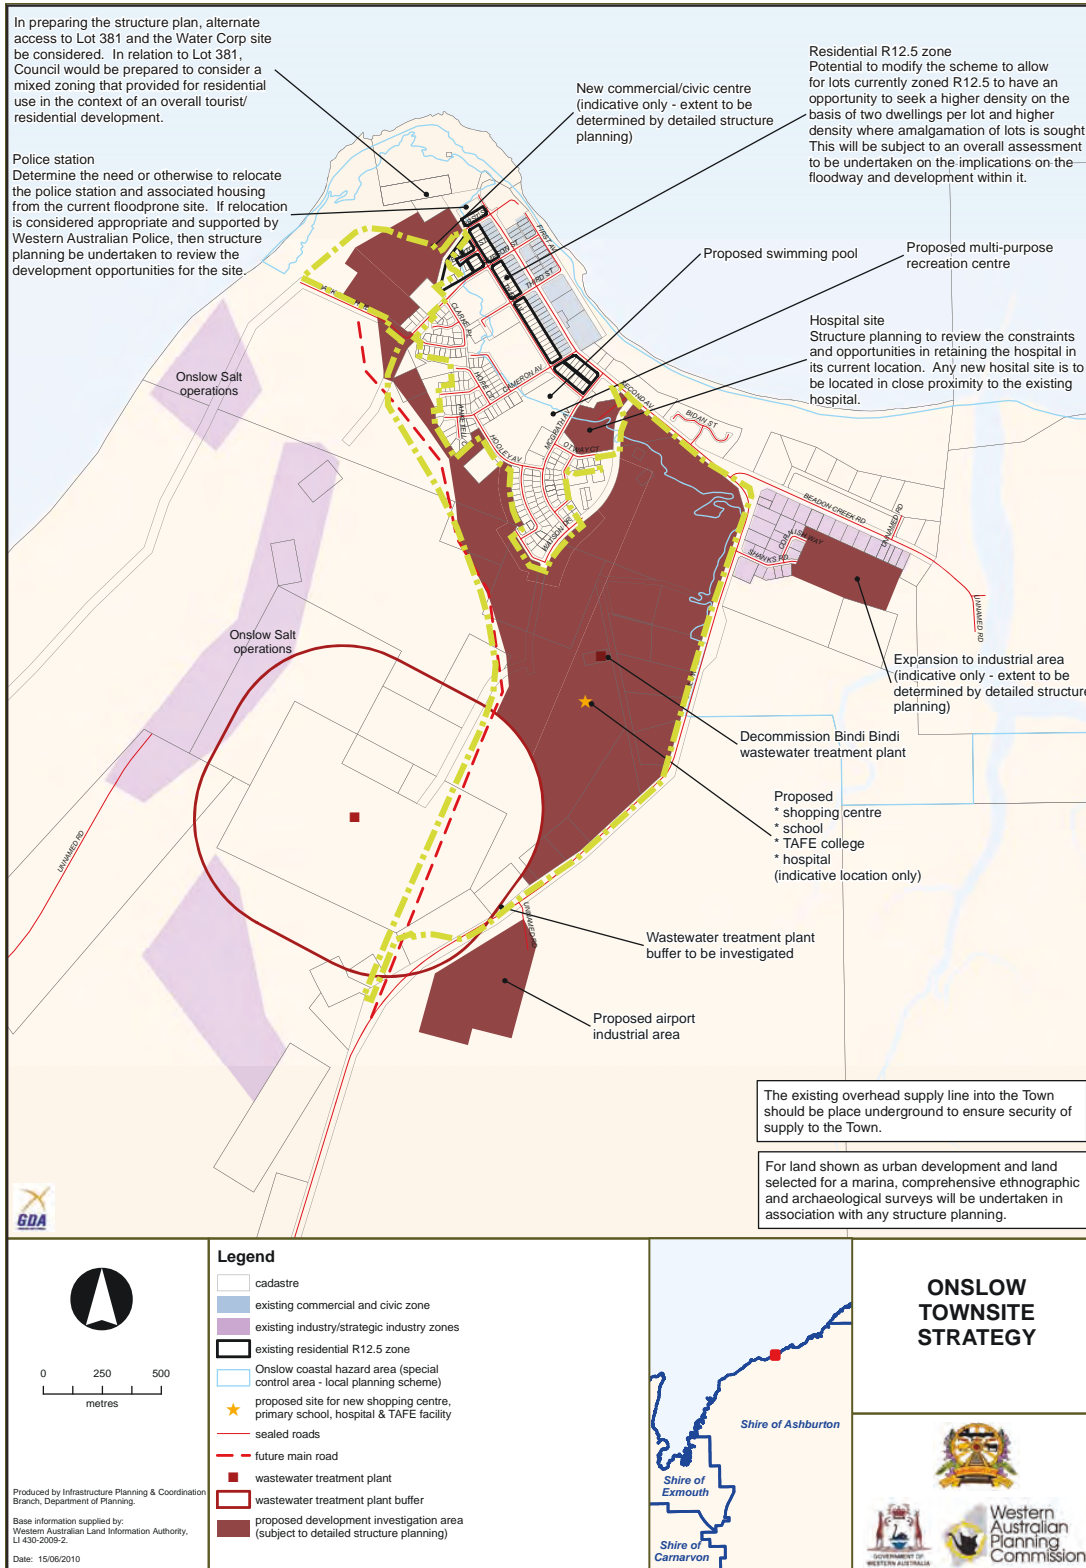 In preparing the structure plan, alternate
access to Lot 381 and the Water Corp site
be considered. In relation to Lot 381,
Council would be prepared to consider a
mixed zoning that provided for residential
use in the context of an overall tourist/
residential development.
Police station
Determine the need or otherwise to relocate
the police station and associated housing
from the current floodprone site. If relocation
is considered appropriate and supported by
Western Australian Police, then structure
planning be undertaken to review the
development opportunities for the site.
New commercial/civic centre
(indicative only - extent to be
determined by detailed structure
planning)
Residential R12.5 zone
Potential to modify the scheme to allow
for lots currently zoned R12.5 to have an
opportunity to seek a higher density on the
basis of two dwellings per lot and higher
density where amalgamation of lots is sought
This will be subject to an overall assessment
to be undertaken on the implications on the
floodway and development within it.
Proposed swimming pool
Proposed multi-purpose
recreation centre
Hospital site
Structure planning to review the constraints
and opportunities in retaining the hospital in
its current location. Any new hosital site is to
be located in close proximity to the existing
hospital.
FIRST AV
THIRD ST
CLARKE PL
HOPE CT
CAMERON AV
SECOND AV
BIDAN ST
MCGRATH AV
HOOLEY AV
OTWAY CT
WATSON DR
BEADON CREEK RD
UNNAMED RD
SHANKS RD
UNNAMED RD
Onslow Salt
operations
Onslow Salt
operations
UNNAMED RD
Expansion to industrial area
(indicative only - extent to be
determined by detailed structure
planning)
Decommission Bindi Bindi
wastewater treatment plant
Proposed
* shopping centre
* school
* TAFE college
* hospital
(indicative location only)
UNNAMED RD
Wastewater treatment plant
buffer to be investigated
Proposed airport
industrial area
The existing overhead supply line into the Town
should be place underground to ensure security of
supply to the Town.
For land shown as urban development and land
selected for a marina, comprehensive ethnographic
and archaeological surveys will be undertaken in
association with any structure planning.
GDA
0 250 500
metres
Produced by Infrastructure Planning & Coordination
Branch, Department of Planning.
Base information supplied by:
Western Australian Land Information Authority,
LI 430-2009-2.
Date: 15/06/2010
Legend
cadastre
existing commercial and civic zone
existing industry/strategic industry zones
existing residential R12.5 zone
Onslow coastal hazard area (special
control area - local planning scheme)
proposed site for new shopping centre,
primary school, hospital & TAFE facility
sealed roads
future main road
wastewater treatment plant
wastewater treatment plant buffer
proposed development investigation area
(subject to detailed structure planning)
Shire of Ashburton
Shire of
Exmouth
Shire of
Carnarvon
ONSLOW
TOWNSITE
STRATEGY
GOVERNMENT OF
WESTERN AUSTRALIA
Western
Australian
Planning
Commission